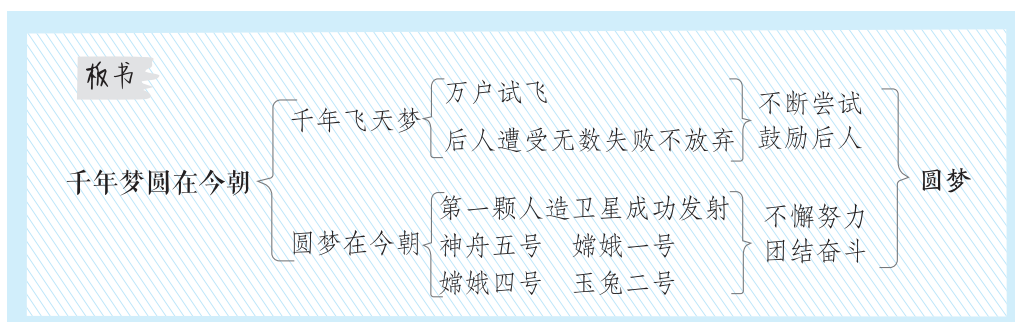 板书
千年梦圆在今朝
千年飞天梦
万户试飞
后人遭受无数失败不放弃
不断尝试
鼓励后人
圆梦在今朝
第一颗人造卫星成功发射
神舟五号 嫦娥一号
嫦娥四号 玉兔二号
不懈努力
团结奋斗
圆梦